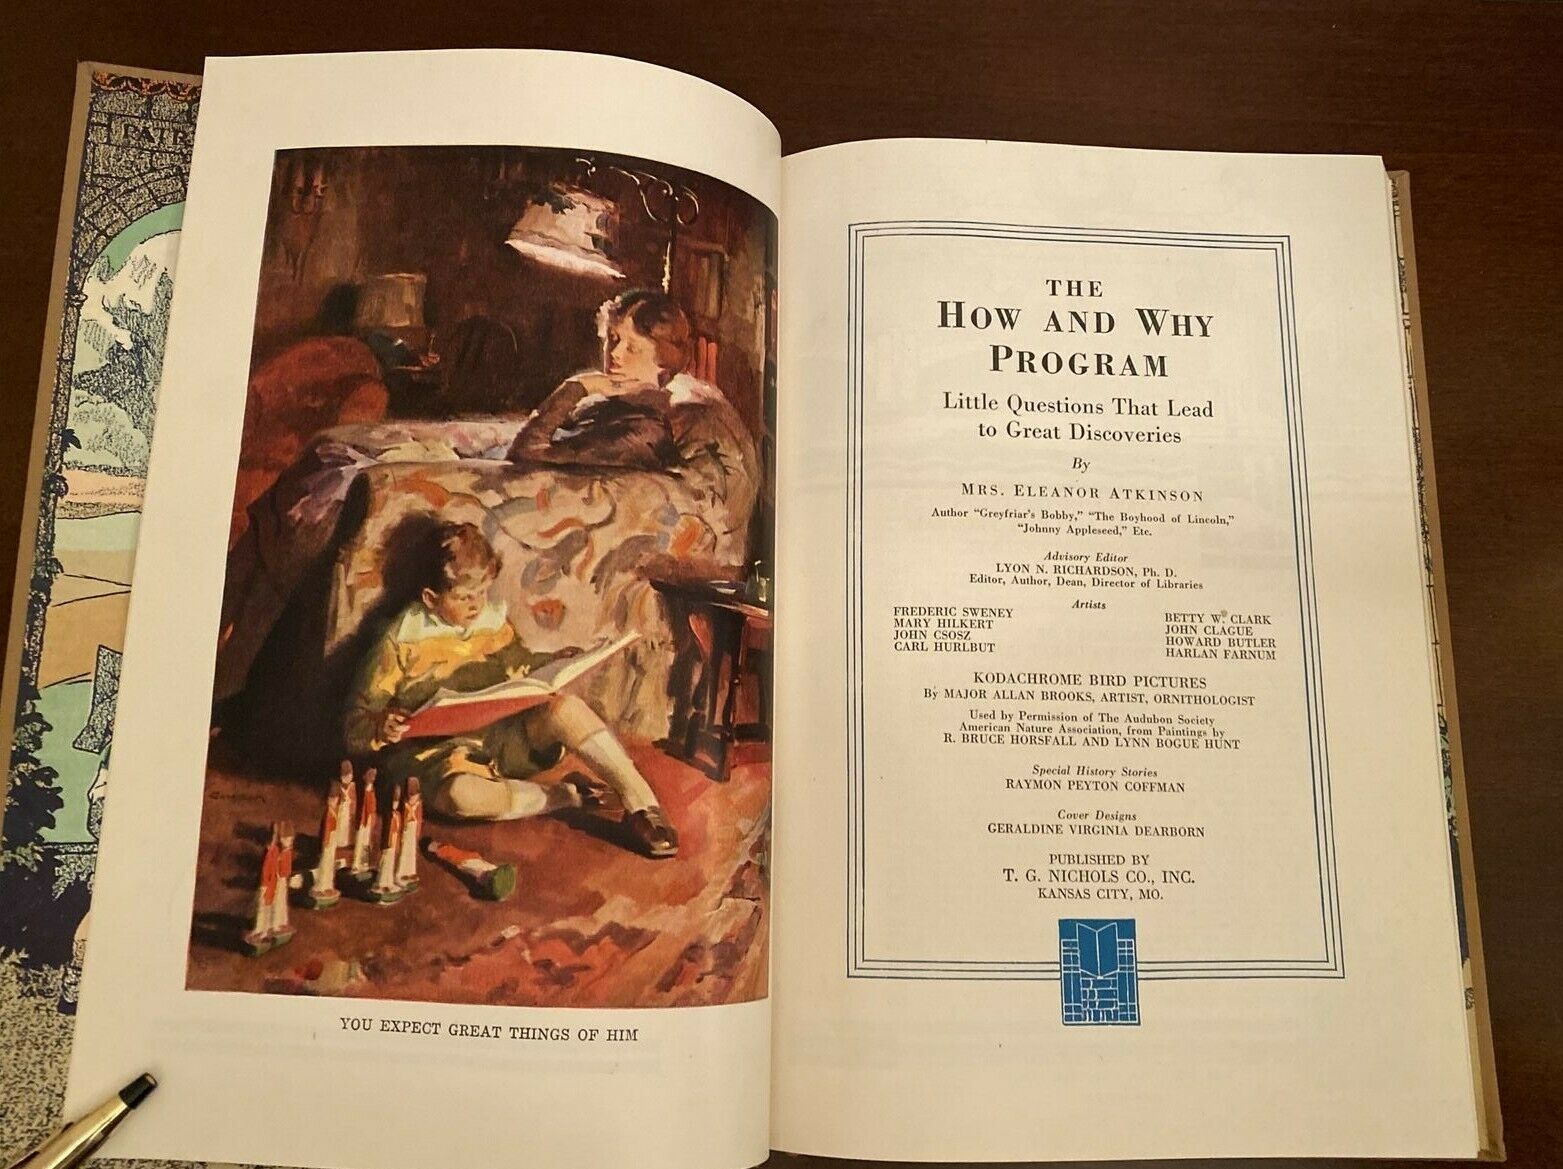 YOU EXPECT GREAT THINGS OF HIM
THE
HOW AND WHY
PROGRAM
Little Questions That Lead
to Great Discoveries
By
MRS. ELEANOR ATKINSON
Author "Greyfriar's Bobby," "The Boyhood of Lincoln,"
"Johnny Appleseed," Etc.
Advisory Editor
LYON N. RICHARDSON, Ph. D.
Editor, Author, Dean, Director of Libraries
Artists
FREDERIC SWENEY
MARY HILKERT
JOHN CSOSZ
CARL HURLBUT
BETTY W. CLARK
JOHN CLAGUE
HOWARD BUTLER
HARLAN FARNUM
KODACHROME BIRD PICTURES
By MAJOR ALLAN BROOKS, ARTIST, ORNITHOLOGIST
Used by Permission of The Audubon Society
American Nature Association, from Paintings by
R. BRUCE HORSFALL AND LYNN BOGUE HUNT
Special History Stories
RAYMON PEYTON COFFMAN
Cover Designs
GERALDINE VIRGINIA DEARBORN
PUBLISHED BY
T. G. NICHOLS CO., INC.
KANSAS CITY, MO.